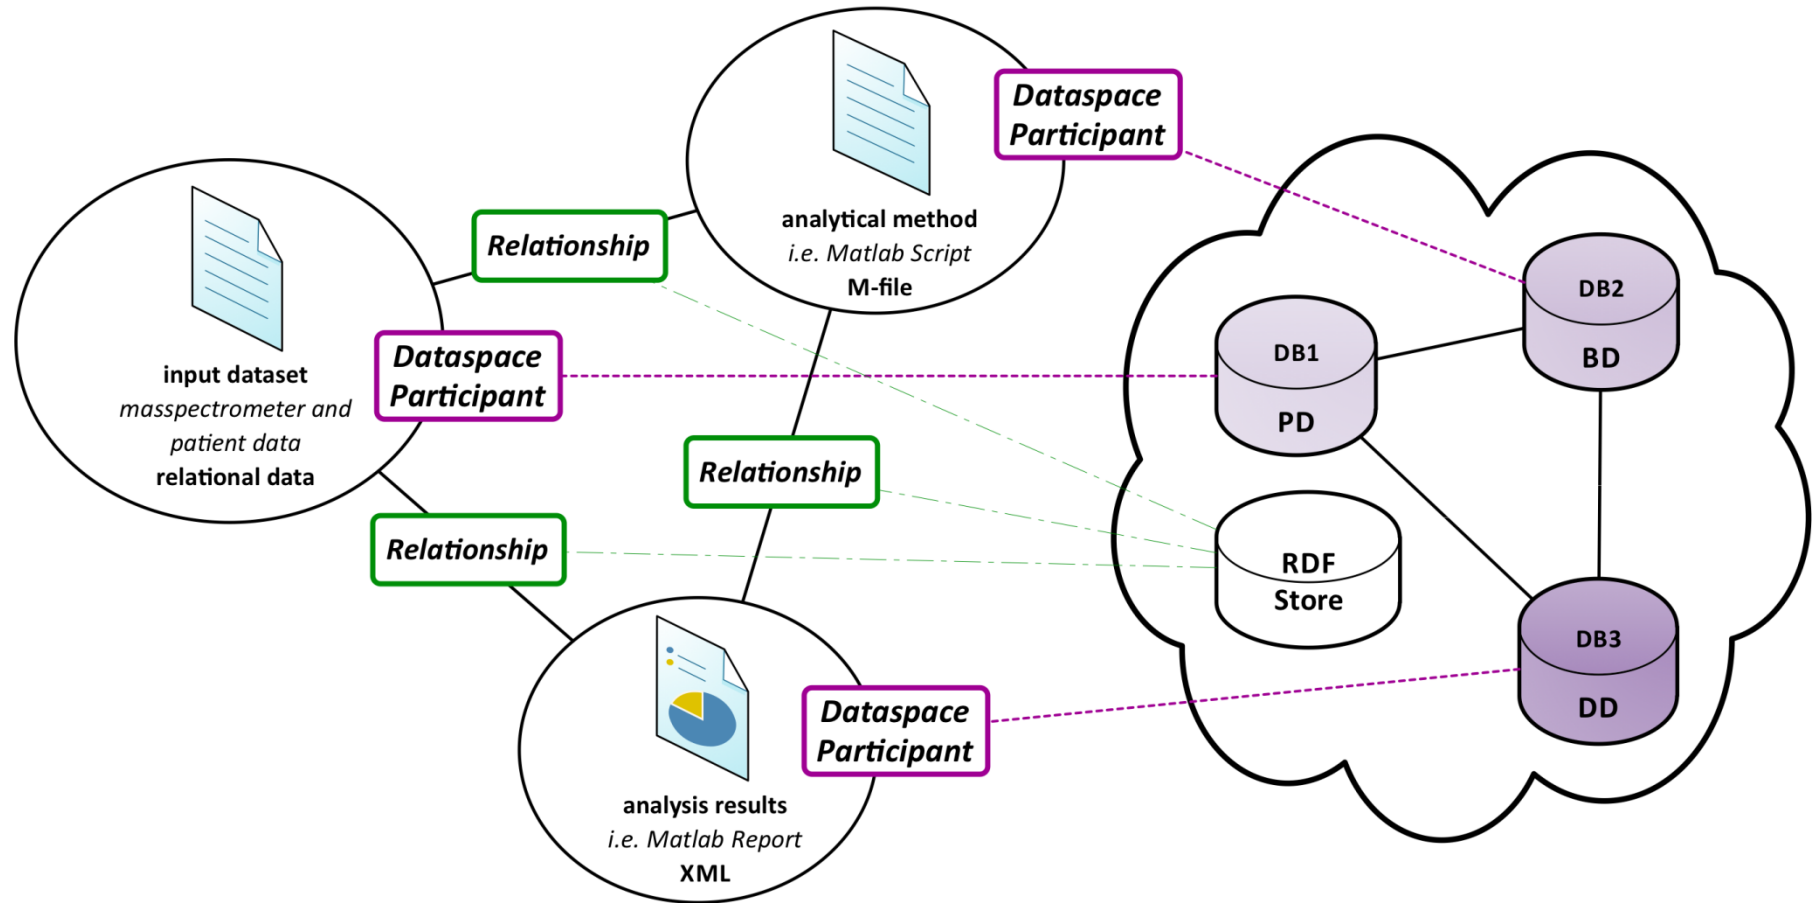 Dataspace
Participant
analytical method
i.e. Matlab Script
M-file
Relationship
input dataset
masspectrometer and
patient data
relational data
Dataspace
Participant
Relationship
Relationship
analysis results
i.e. Matlab Report
XML
Dataspace
Participant
DB2
BD
DB1
PD
RDF
Store
DB3
DD